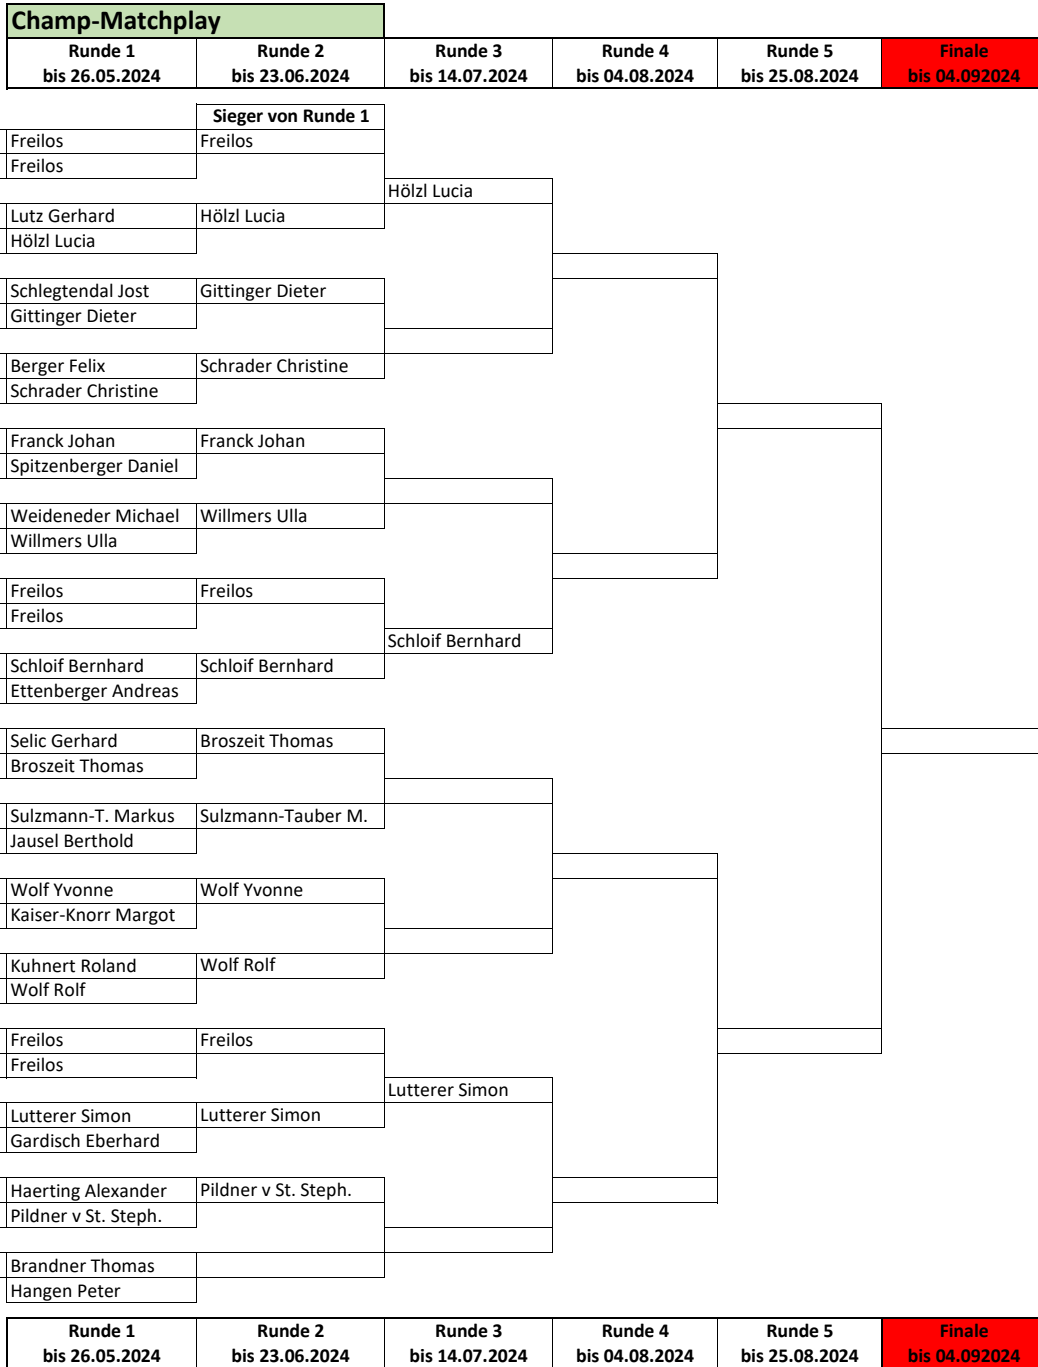 Champ-Matchplay
Runde 1 Runde 2 Runde 3 Runde 4 Runde 5 Finale
bis 26.05.2024 bis 23.06.2024 bis 14.07.2024 bis 04.08.2024 bis 25.08.2024 bis 04.092024
Sieger von Runde 1
Freilos Freilos
Freilos
Hölzl Lucia
Lutz Gerhard Hölzl Lucia
Hölzl Lucia
Schlegtendal Jost Gittinger Dieter
Gittinger Dieter
Berger Felix Schrader Christine
Schrader Christine
Franck Johan Franck Johan
Spitzenberger Daniel
Weideneder Michael Willmers Ulla
Willmers Ulla
Freilos Freilos
Freilos
Schloif Bernhard
Schloif Bernhard Schloif Bernhard
Ettenberger Andreas
Selic Gerhard Broszeit Thomas
Broszeit Thomas
Sulzmann-T. Markus Sulzmann-Tauber M.
Jausel Berthold
Wolf Yvonne Wolf Yvonne
Kaiser-Knorr Margot
Kuhnert Roland Wolf Rolf
Wolf Rolf
Freilos Freilos
Freilos
Lutterer Simon
Lutterer Simon Lutterer Simon
Gardisch Eberhard
Haerting Alexander Pildner v St. Steph.
Pildner v St. Steph.
Brandner Thomas
Hangen Peter
Runde 1 Runde 2 Runde 3 Runde 4 Runde 5 Finale
bis 26.05.2024 bis 23.06.2024 bis 14.07.2024 bis 04.08.2024 bis 25.08.2024 bis 04.092024